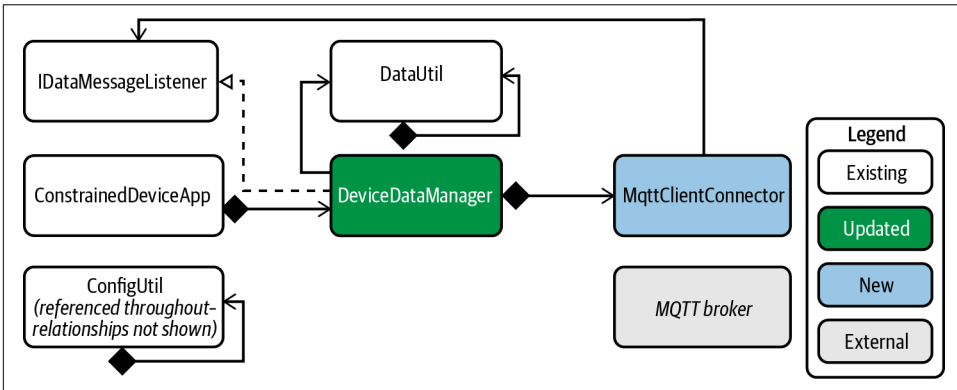 IDataMessageListener
DataUtil
ConstrainedDeviceApp
DeviceDataManager
MqttClientConnector
ConfigUtil
(referenced throughout–
relationships not shown)
MQTT broker
Legend
Existing
Updated
New
External